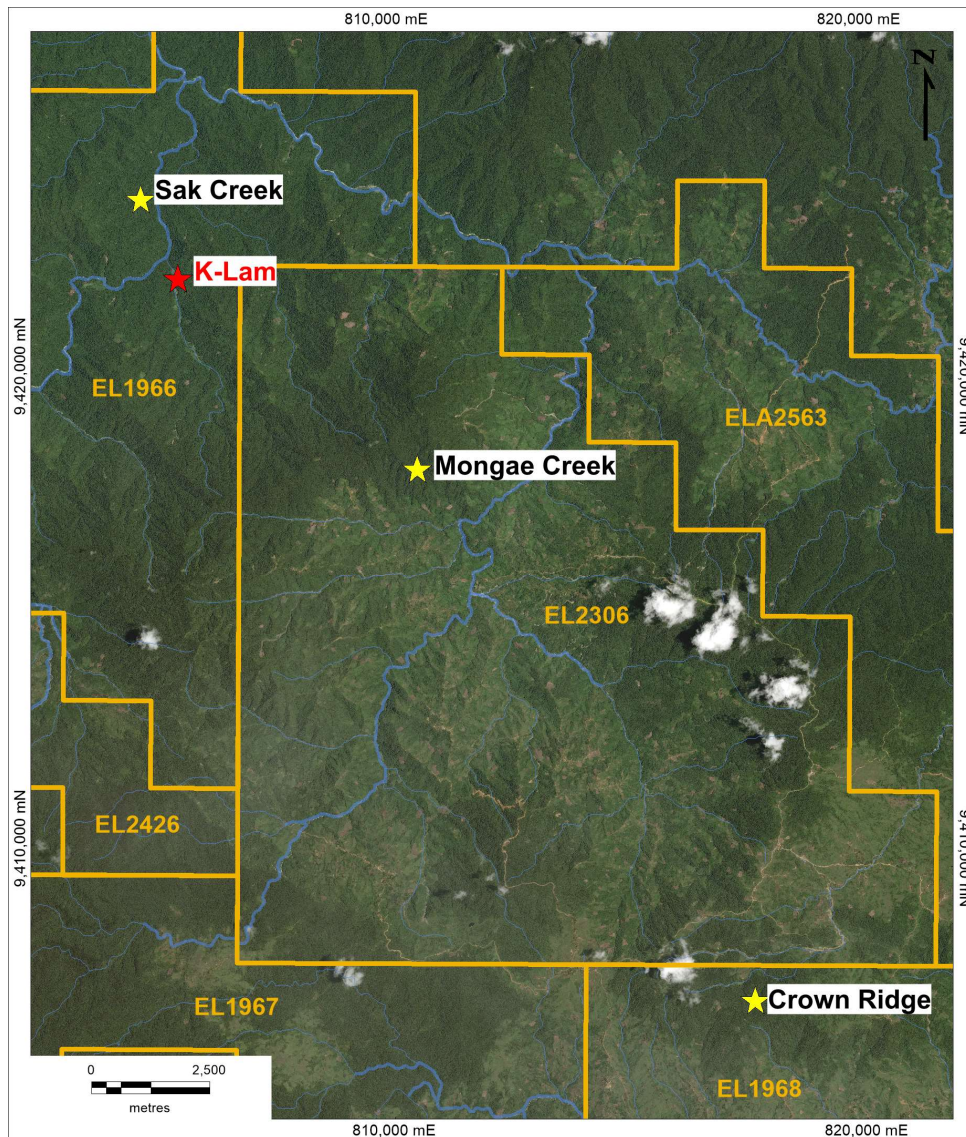 810,000 mE
820,000 mE
N
Sak Creek
K-Lam
9,420,000 mN
9,420,000 mN
EL1966
ELA2563
Mongae Creek
EL2306
EL2426
9,410,000 mN
9,410,000 mN
Crown Ridge
EL1967
EL1968
0
2,500
metres
810,000 mE
820,000 mE